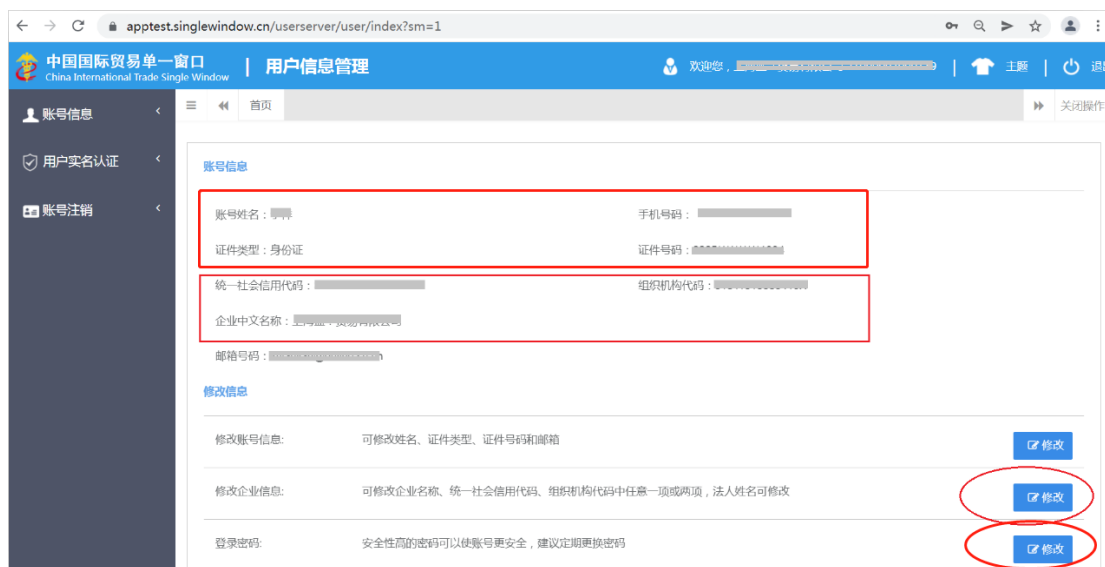 apptest.singlewindow.cn/userserver/user/index?sm=1
中国国际贸易单一窗口
China International Trade Single Window
用户信息管理
欢迎您，
主题
账号信息
首页
关闭操作
用户实名认证
账号注销
账号信息
账号姓名：
手机号码：
证件类型：身份证
证件号码：
统一社会信用代码：
组织机构代码：
企业中文名称：
邮箱号码：
修改信息
修改账号信息:
可修改姓名、证件类型、证件号码和邮箱
修改
修改企业信息:
可修改企业名称、统一社会信用代码、组织机构代码中任意一项或两项，法人姓名可修改
修改
登录密码:
安全性高的密码可以使账号更安全，建议定期更换密码
修改